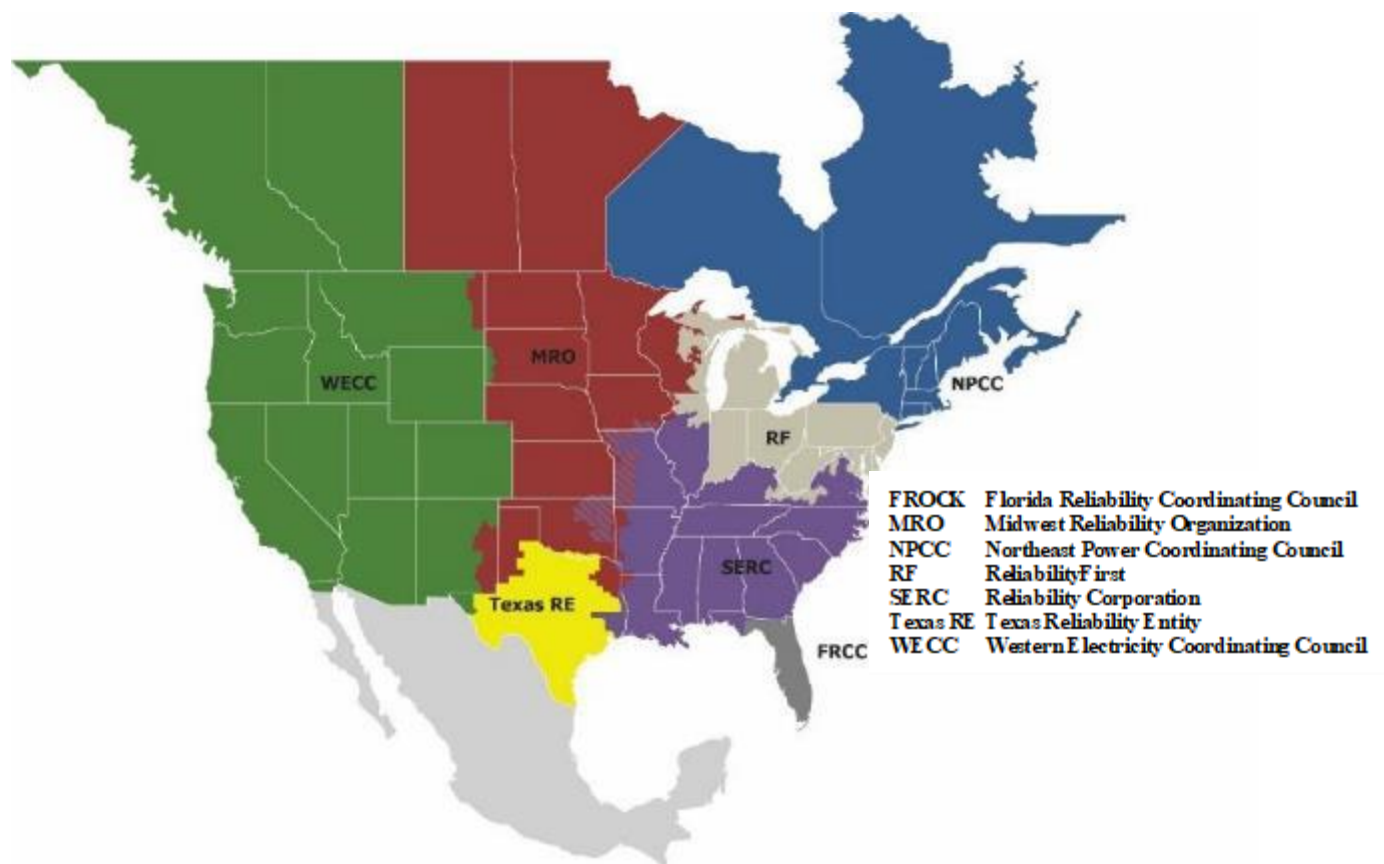 MRO
WECC
NPCC
RF
FROCK Florida Reliability Coordinating Council
MRO Midwest Reliability Organization
NPCC Northeast Power Coordinating Council
RF ReliabilityFirst
SERC Reliability Corporation
Texas RE Texas Reliability Entity
WECC Western Electricity Coordinating Council
SERC
Texas RE
FRCC